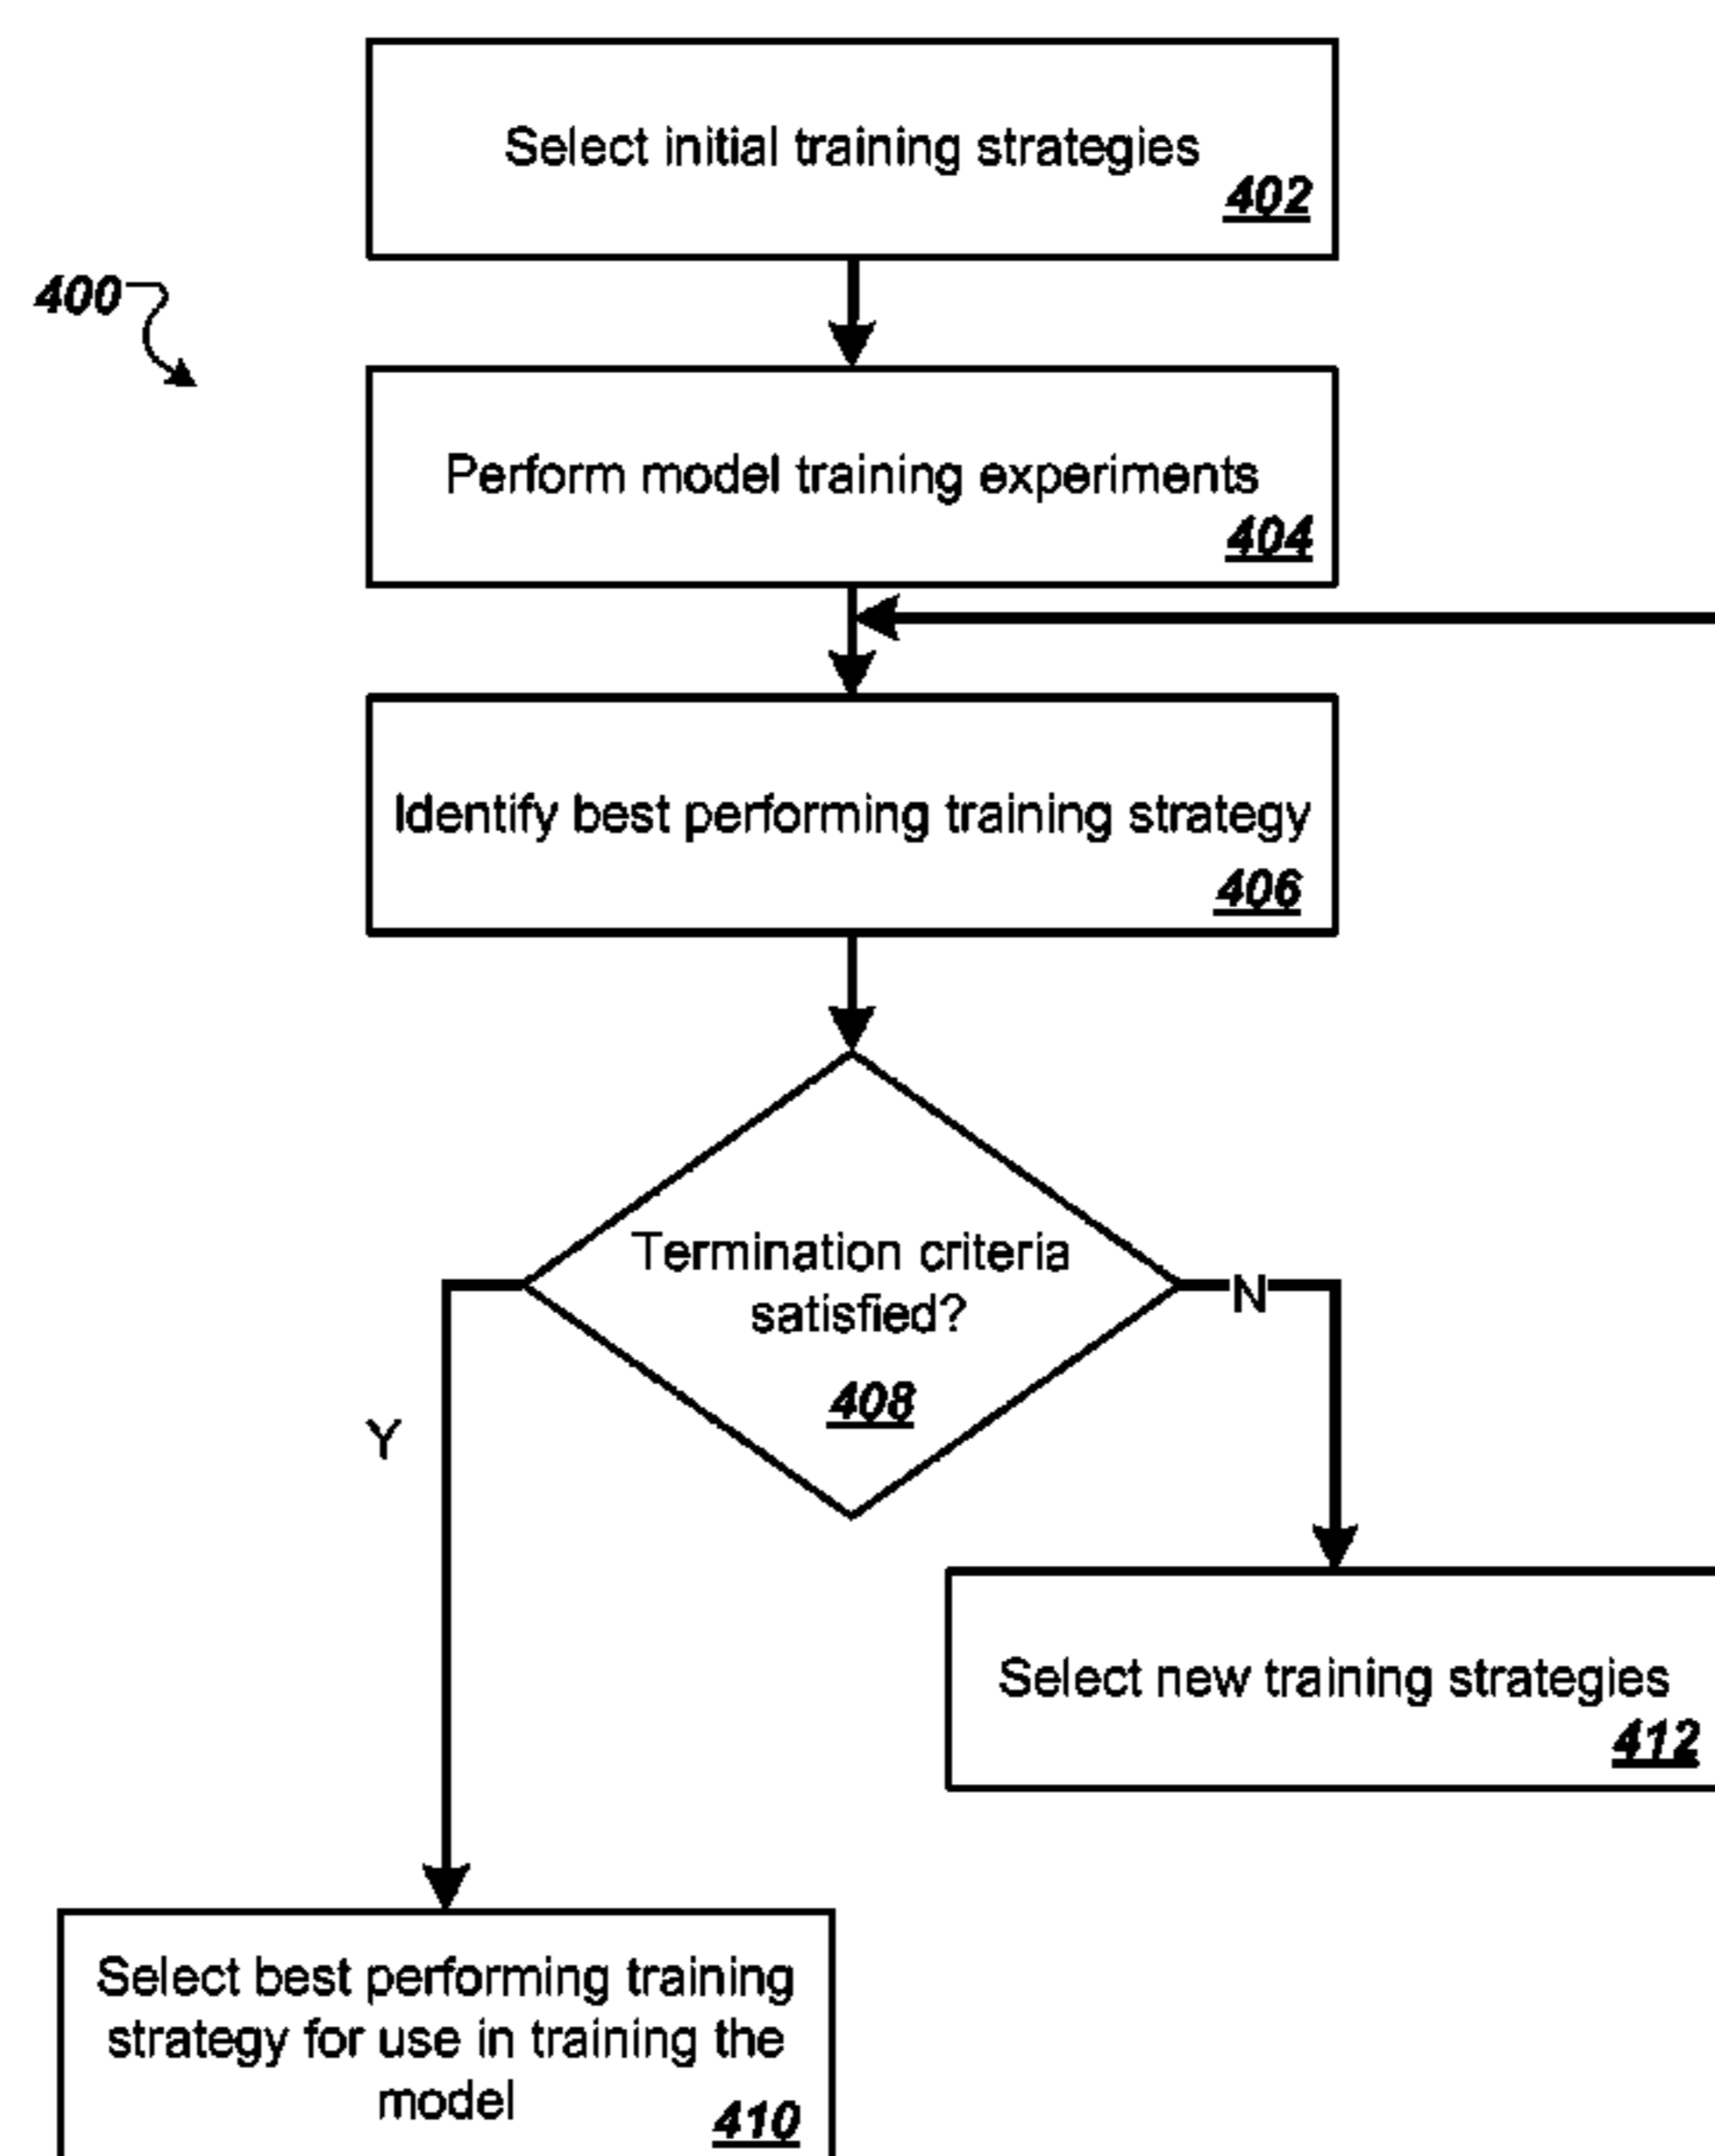 Select initial training strategies
402
400
Perform model training experiments
404
Identify best performing training strategy
406
Termination criteria
satisfied?
408
N
Y
Select new training strategies
412
Select best performing training
strategy for use in training the
model
410